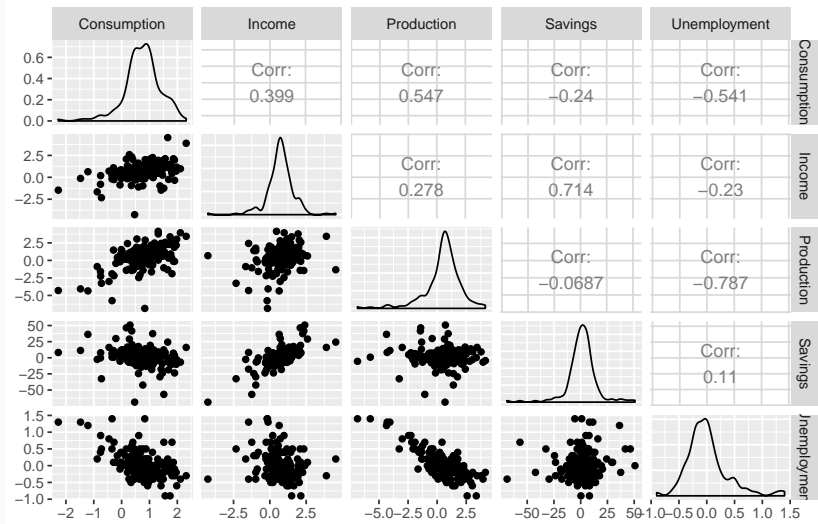 Consumption Income Production Savings Unemployment
0.6
0.4
0.2
0.0
Corr:
0.399
Corr:
0.547
Corr:
−0.24
Corr:
−0.541
Consumption
2.5
0.0
−2.5
Corr:
0.278
Corr:
0.714
Corr:
−0.23
Income
2.5
0.0
−2.5
−5.0
Corr:
−0.0687
Corr:
−0.787
Production
50
25
0
−25
−50
Corr:
0.11
Savings
1.5
1.0
0.5
0.0
−0.5
−1.0
−2 −1 0 1 2 −2.5 0.0 2.5 −5.0 −2.5 0.0 2.5 −50 −25 0 25 50 −1.0 −0.5 0.0 0.5 1.0 1.5